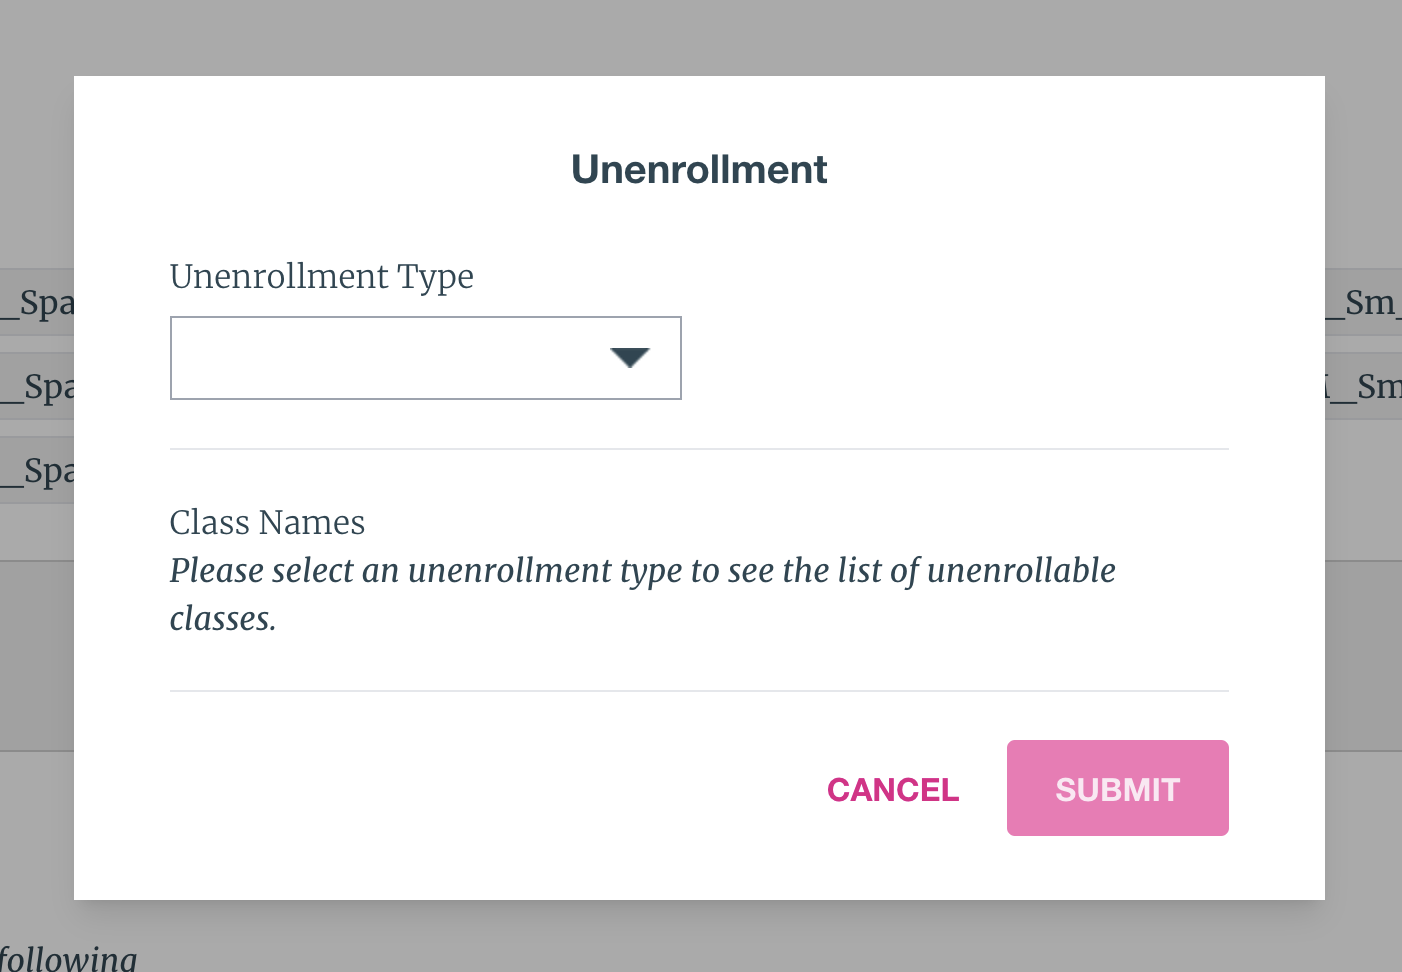 Unenrollment
Unenrollment Type
_Spa
_Sm_
_Spa
_Sm
_Spa
Class Names
Please select an unenrollment type to see the list of unenrollable
classes.
CANCEL
SUBMIT
following